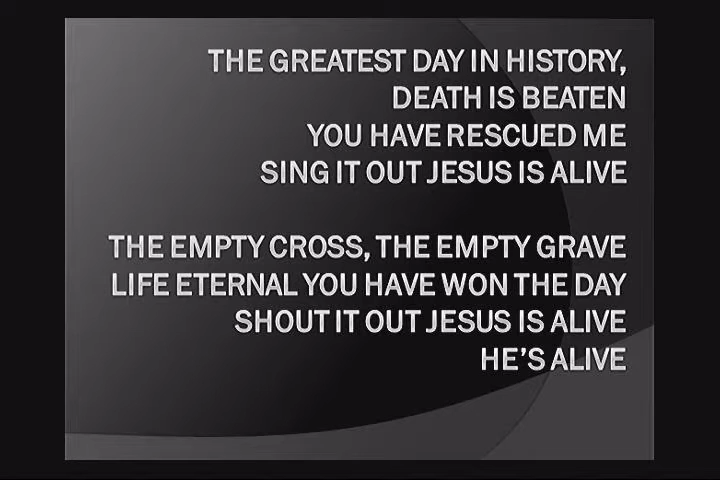 THE GREATEST DAY IN HISTORY,
DEATH IS BEATEN
YOU HAVE RESCUED ME
SING IT OUT JESUS IS ALIVE
THE EMPTY CROSS, THE EMPTY GRAVE
LIFE ETERNAL YOU HAVE WON THE DAY
SHOUT IT OUT JESUS IS ALIVE
HE’S ALIVE